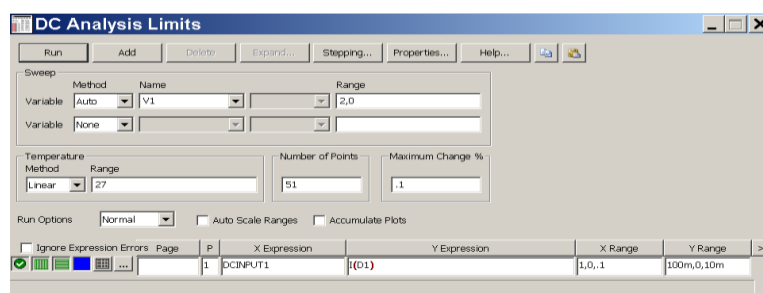 DC Analysis Limits
Run Add Delete Expand... Stepping... Properties... Help...
Sweep
Method Name Range
Variable Auto V1 2,0
Variable None
Temperature Number of Points Maximum Change %
Method Range
Linear 27 51 .1
Run Options Normal Auto Scale Ranges Accumulate Plots
Ignore Expression Errors Page P X Expression Y Expression X Range Y Range >
... 1 DCINPUT1 I(D1) 1,0,.1 100m,0,10m